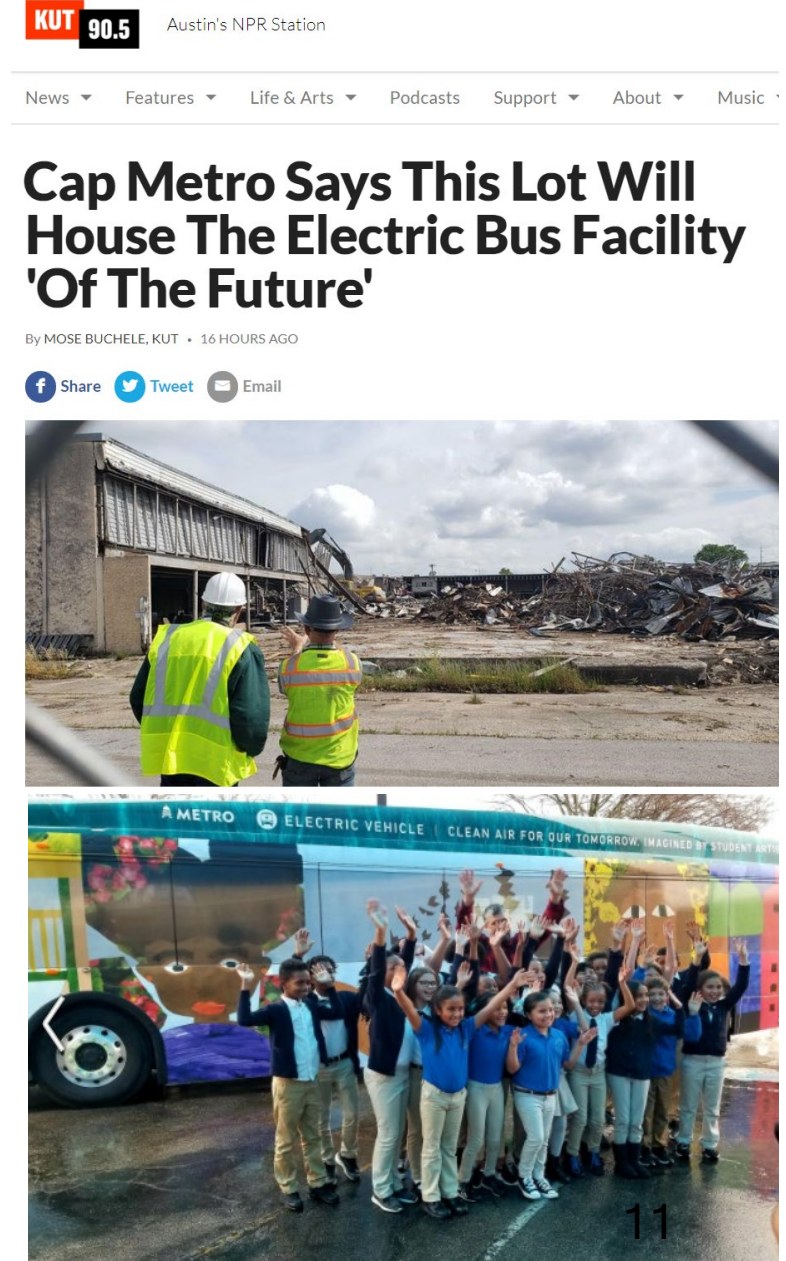 KUT 90.5 Austin's NPR Station
News Features Life & Arts Podcasts Support About Music
Cap Metro Says This Lot Will
House The Electric Bus Facility
'Of The Future'
By MOSE BUCHELE, KUT • 16 HOURS AGO
Share Tweet Email
METRO ELECTRIC VEHICLE | CLEAN AIR FOR OUR TOMORROW. IMAGINED BY STUDENT
11